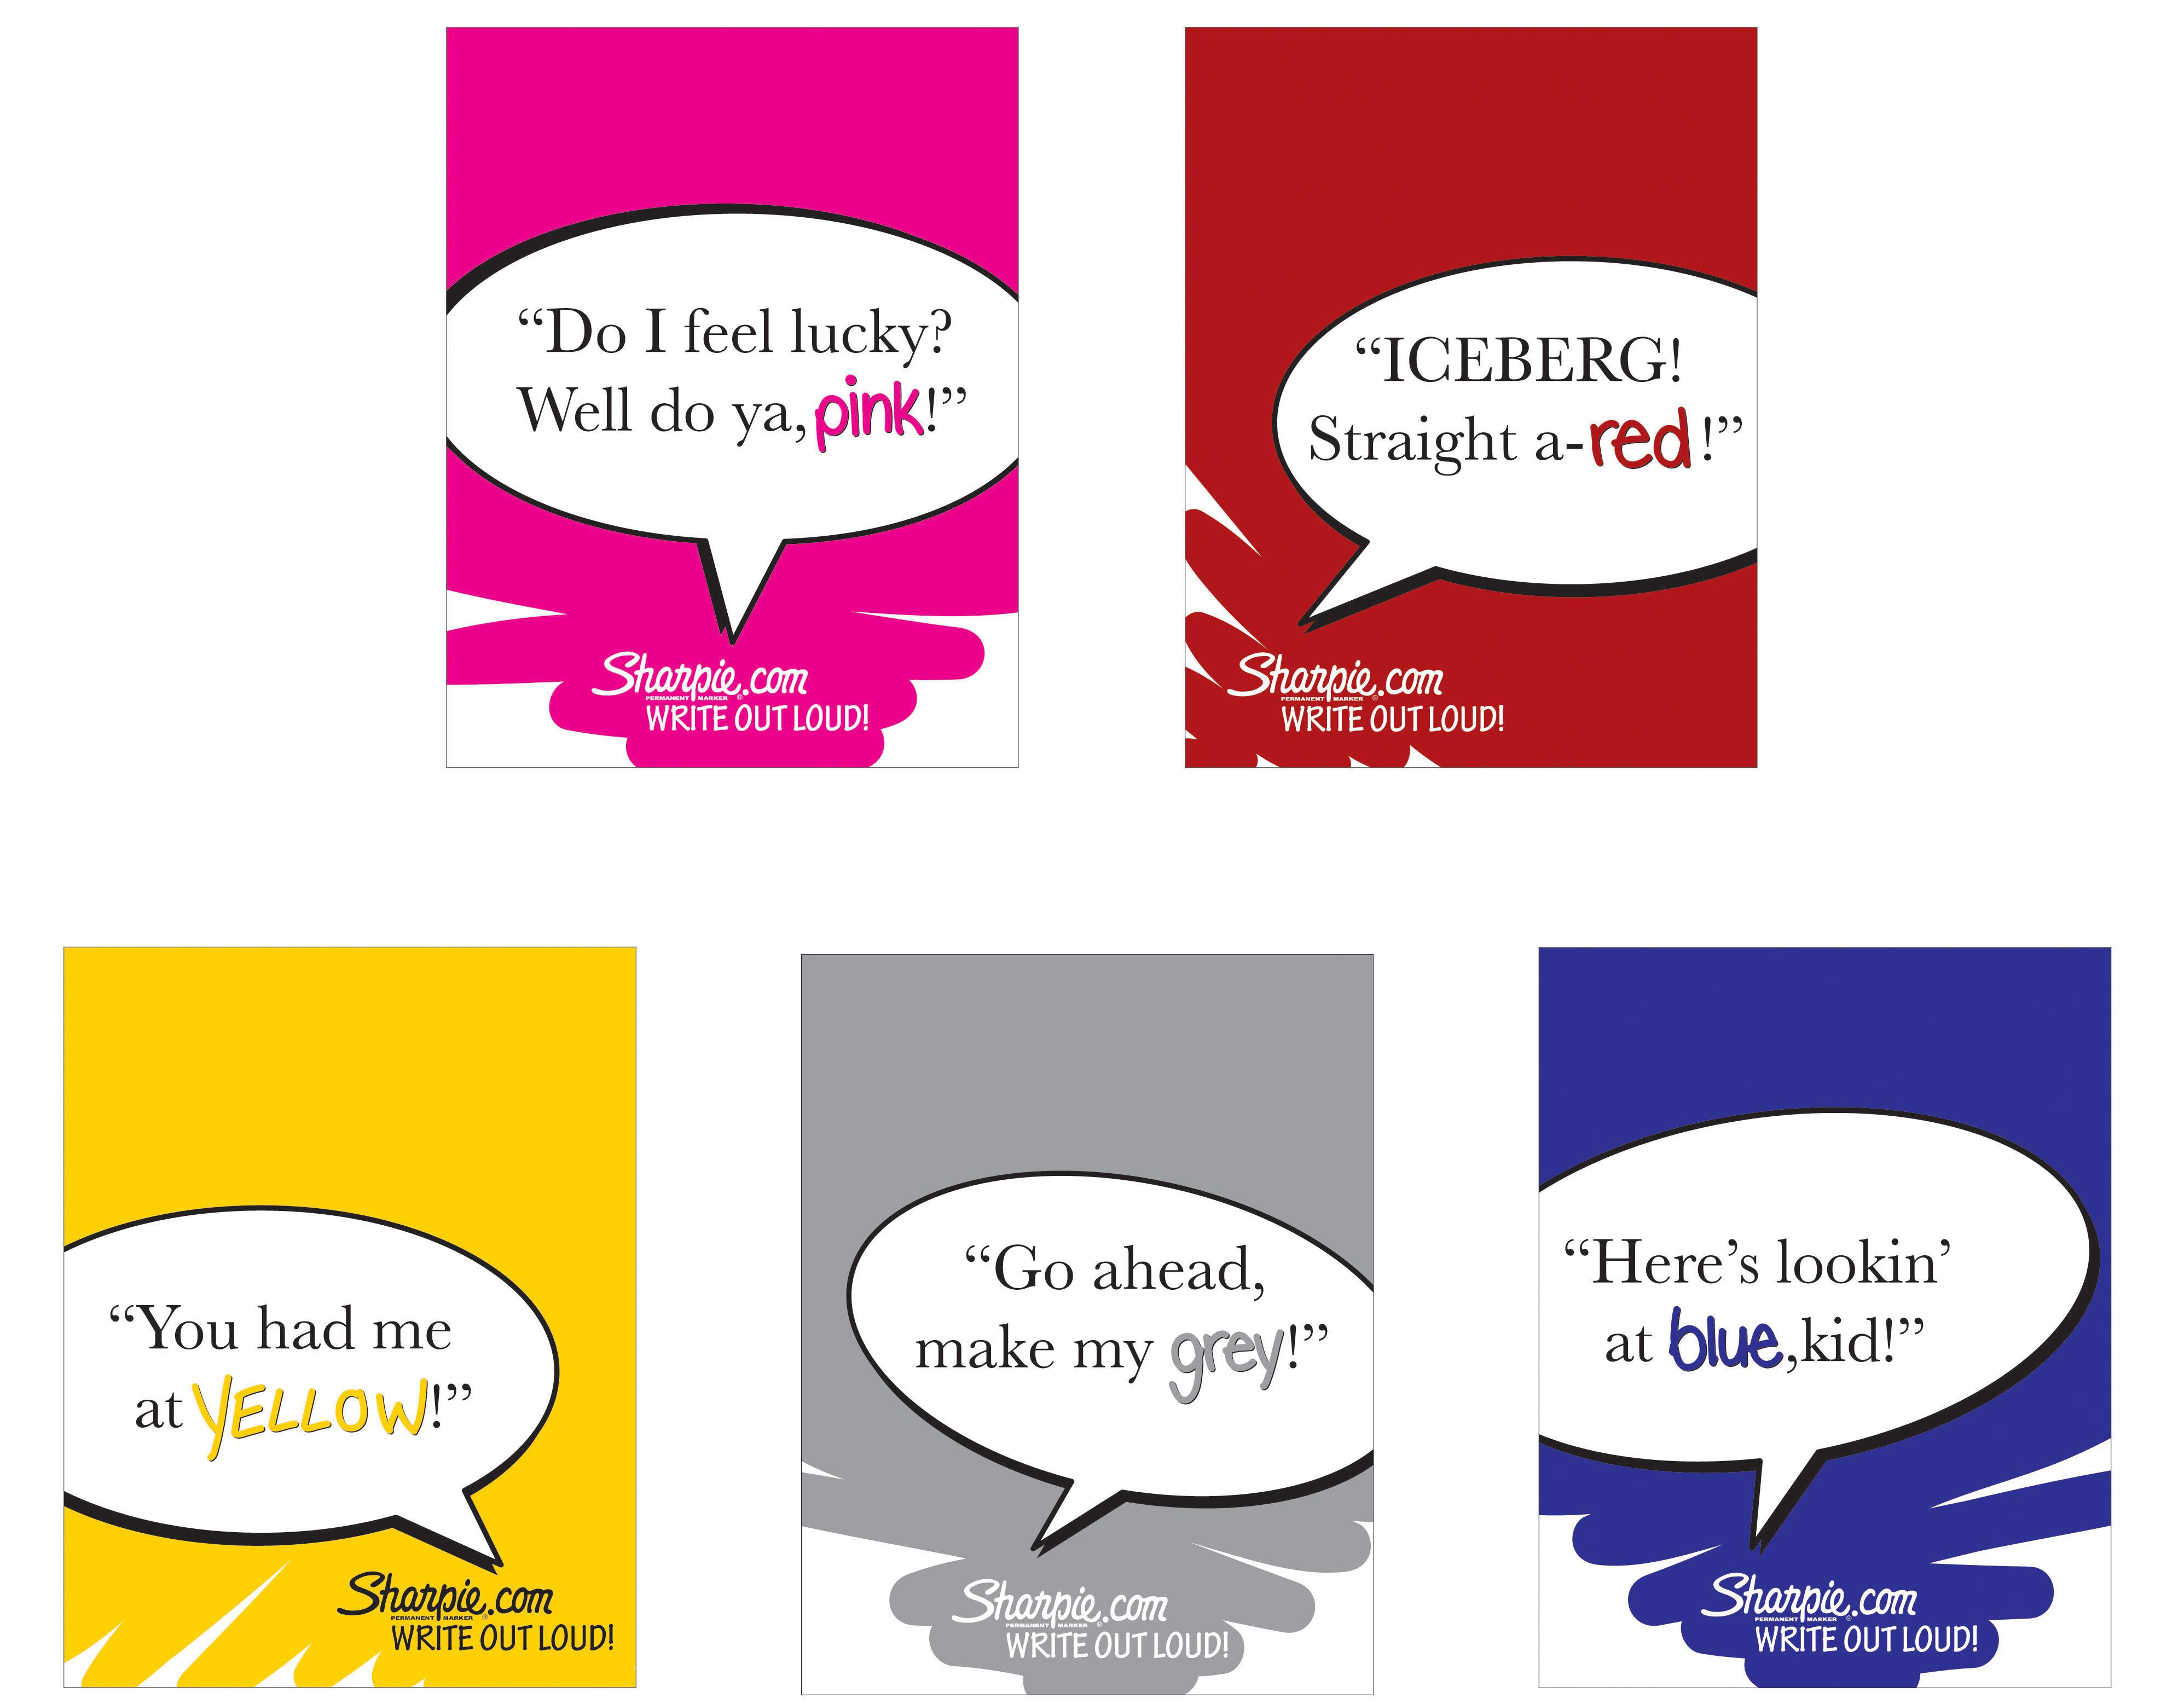 “Do I feel lucky?
Well do ya, pink!”
Sharpie.com
PERMANENT MARKER ®
WRITE OUT LOUD!
“ICEBERG!
Straight a-red!”
Sharpie.com
PERMANENT MARKER ®
WRITE OUT LOUD!
“You had me
at YELLOW!”
Sharpie.com
PERMANENT MARKER ®
WRITE OUT LOUD!
“Go ahead,
make my grey!”
Sharpie.com
PERMANENT MARKER ®
WRITE OUT LOUD!
“Here’s lookin’
at blue,kid!”
Sharpie.com
PERMANENT MARKER ®
WRITE OUT LOUD!